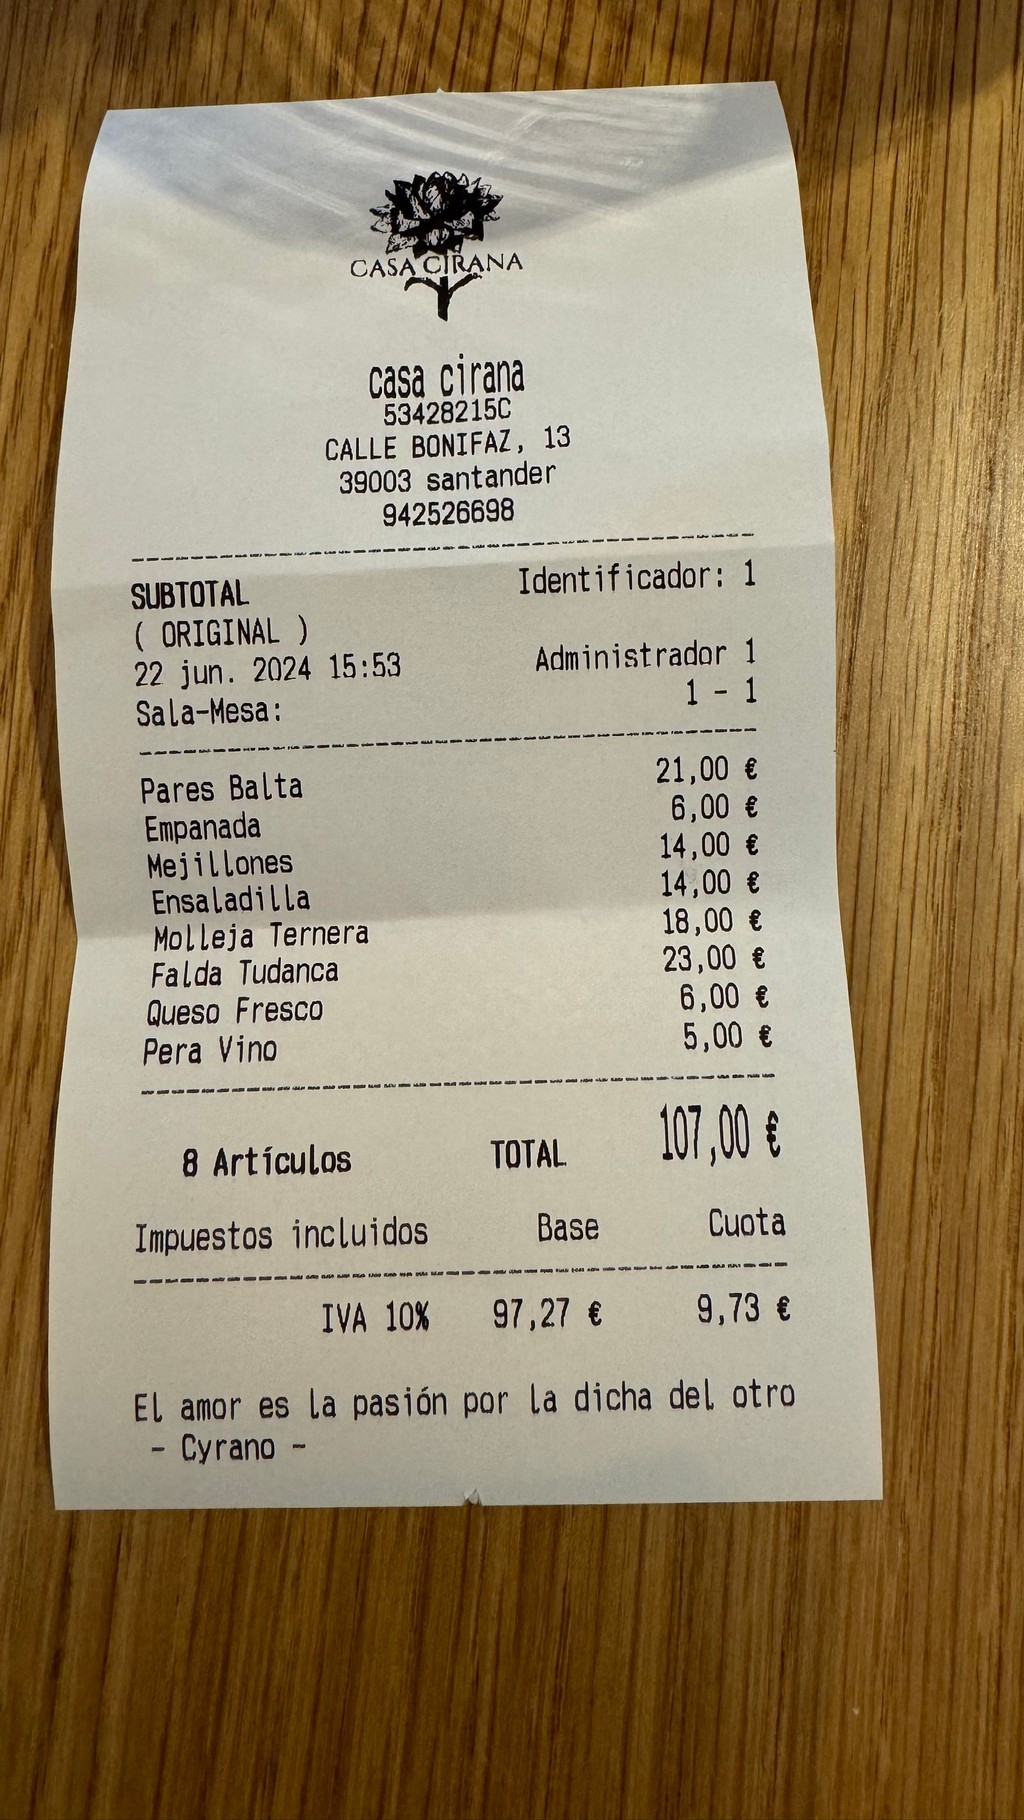 CASA CIRANA
casa cirana
53428215C
CALLE BONIFAZ, 13
39003 santander
942526698
SUBTOTAL Identificador: 1
( ORIGINAL )
22 jun. 2024 15:53 Administrador 1
Sala-Mesa: 1 - 1
Pares Balta 21,00 €
Empanada 6,00 €
Mejillones 14,00 €
Ensaladilla 14,00 €
Molleja Ternera 18,00 €
Falda Tudanca 23,00 €
Queso Fresco 6,00 €
Pera Vino 5,00 €
8 Artículos TOTAL 107,00 €
Impuestos incluidos Base Cuota
IVA 10% 97,27 € 9,73 €
El amor es la pasión por la dicha del otro
- Cyrano -